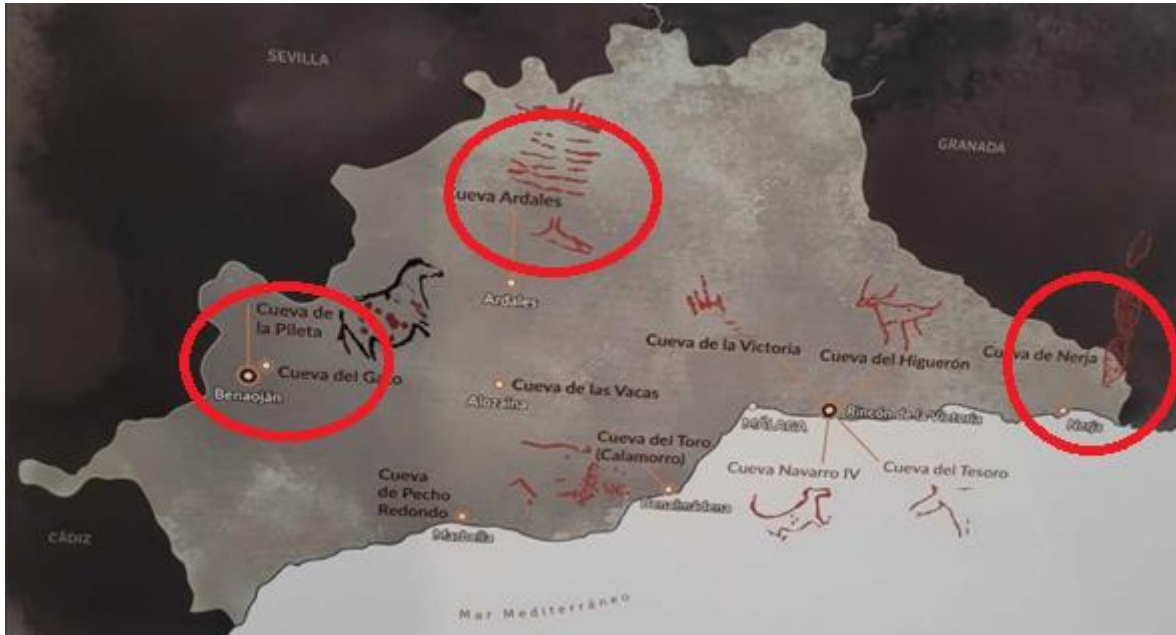 SEVILLA
GRANADA
Cueva Ardales
Ardales
Cueva de
la Pileta
Cueva del Gato
Benaoján
Cueva de la Victoria
Cueva del Higuerón
Cueva de Nerja
Cueva de las Vacas
Alozaina
MÁLAGA
Rincón de la Victoria
Nerja
Cueva del Toro
(Calamorro)
Cueva Navarro IV
Cueva del Tesoro
Cueva
de Pecho
Redondo
Benalmádena
Marbella
CÁDIZ
Mar Mediterráneo